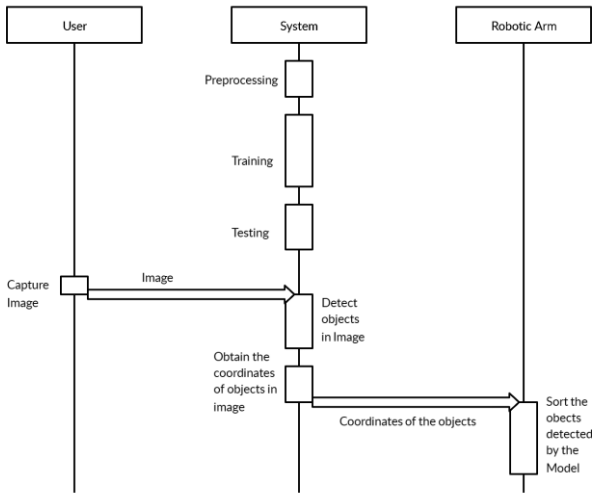 User
System
Robotic Arm
Preprocessing
Training
Testing
Capture
Image
Image
Detect
objects
in Image
Obtain the
coordinates
of objects in
image
Coordinates of the objects
Sort the
obects
detected
by the
Model